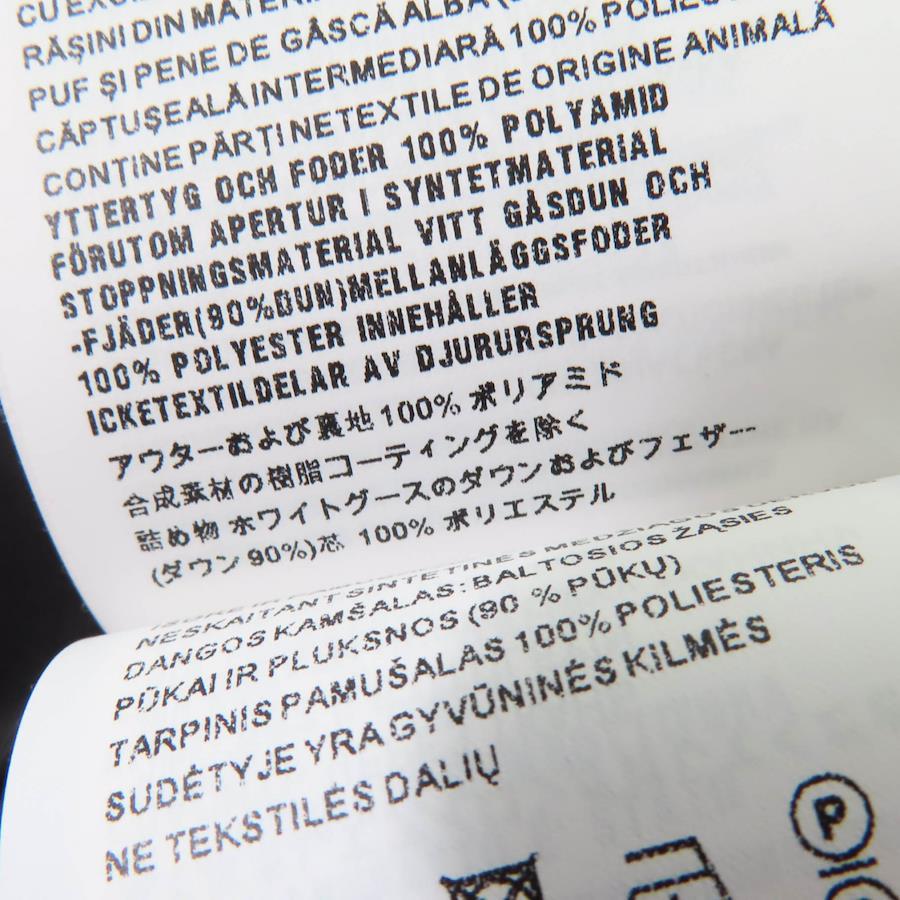 RĂȘINI DIN
PUF ȘI PENE DE GÂSCĂ ALBĂ
CĂPTUȘEALĂ INTERMEDIARĂ 100%
CONȚINE PĂRȚI NETEXTILE DE ORIGINE ANIMALĂ
YTTERTYG OCH FODER 100% POLYAMID
FÖRUTOM APERTUR I SYNTETMATERIAL
STOPPNINGSMATERIAL VITT GÅSDUN OCH
-FJÄDER(90%DUN)MELLANLÄGGSFODER
100% POLYESTER INNEHÅLLER
ICKETEXTILDELAR AV DJURURSPRUNG
アウターおよび裏地 100% ポリアミド
合成素材の樹脂コーティングを除く
詰め物 ホワイトグースのダウンおよびフェザー--
(ダウン 90%)芯 100% ポリエステル
NESKAITANT SINTETINĖS MEDŽIAGOS
DANGOS KAMŠALAS: BALTOSIOS ŽĄSIES
PŪKAI IR PLUKSNOS (90 % PŪKŲ)
TARPINIS PAMUŠALAS 100% POLIESTERIS
SUDĖTYJE YRA GYVŪNINĖS KILMĖS
NE TEKSTILĖS DALIŲ
P